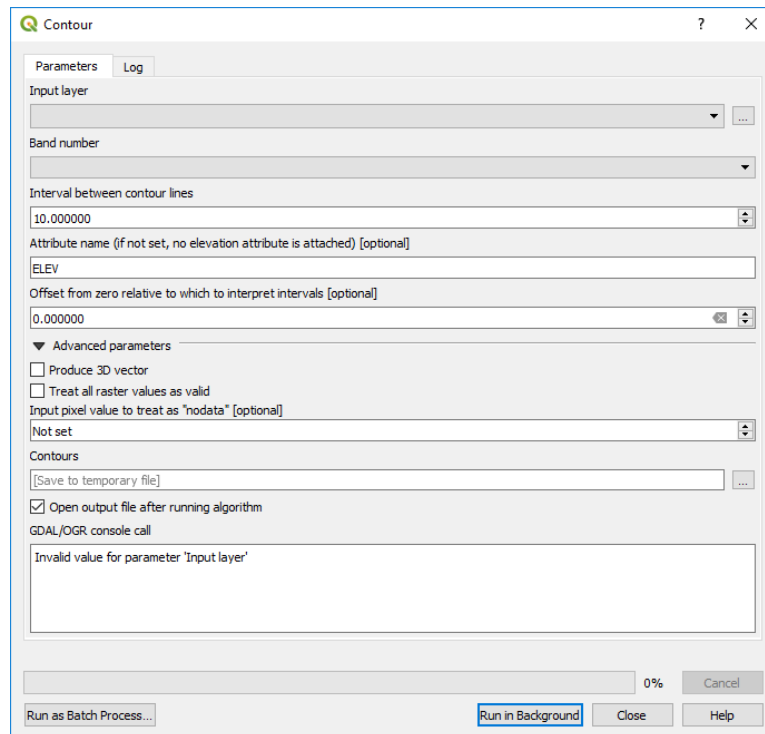 Contour
?
Parameters Log
Input layer
...
Band number
Interval between contour lines
10.000000
Attribute name (if not set, no elevation attribute is attached) [optional]
ELEV
Offset from zero relative to which to interpret intervals [optional]
0.000000
Advanced parameters
Produce 3D vector
Treat all raster values as valid
Input pixel value to treat as "nodata" [optional]
Not set
Contours
[Save to temporary file]
...
Open output file after running algorithm
GDAL/OGR console call
Invalid value for parameter 'Input layer'
0% Cancel
Run as Batch Process... Run in Background Close Help